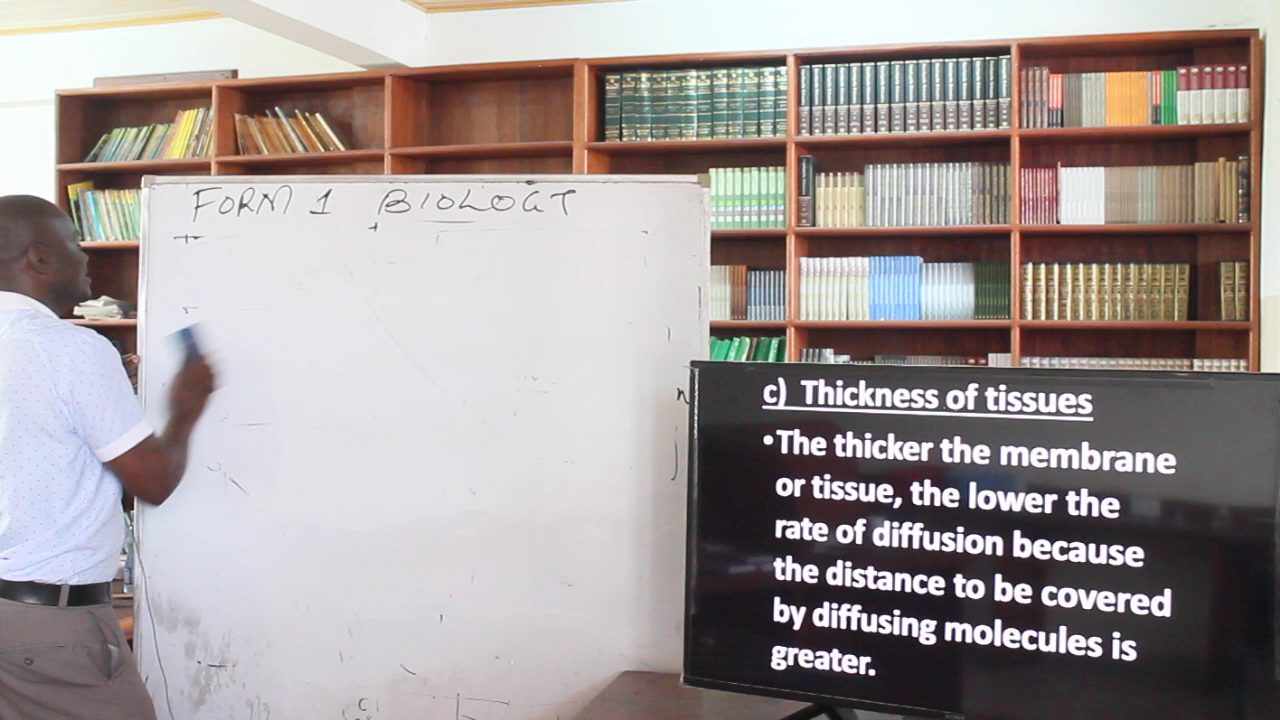 FORM 1 BIOLOGY
c) Thickness of tissues
•The thicker the membrane
or tissue, the lower the
rate of diffusion because
the distance to be covered
by diffusing molecules is
greater.